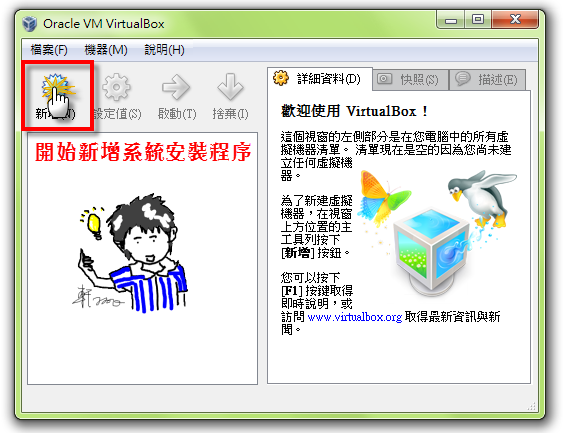 Oracle VM VirtualBox
檔案(F) 機器(M) 說明(H)
新增(N) 設定值(S) 啟動(T) 捨棄(I)
詳細資料(D) 快照(S) 描述(E)
開始新增系統安裝程序
歡迎使用 VirtualBox！
這個視窗的左側部分是在您電腦中的所有虛
擬機器清單。 清單現在是空的因為您尚未建
立任何虛擬機
器。
為了新建虛擬
機器，在視窗
上方位置的主
工具列按下
[新增] 按鈕。
您可以按下
[F1] 按鍵取得
即時說明，或
訪問 www.virtualbox.org 取得最新資訊與新
聞。